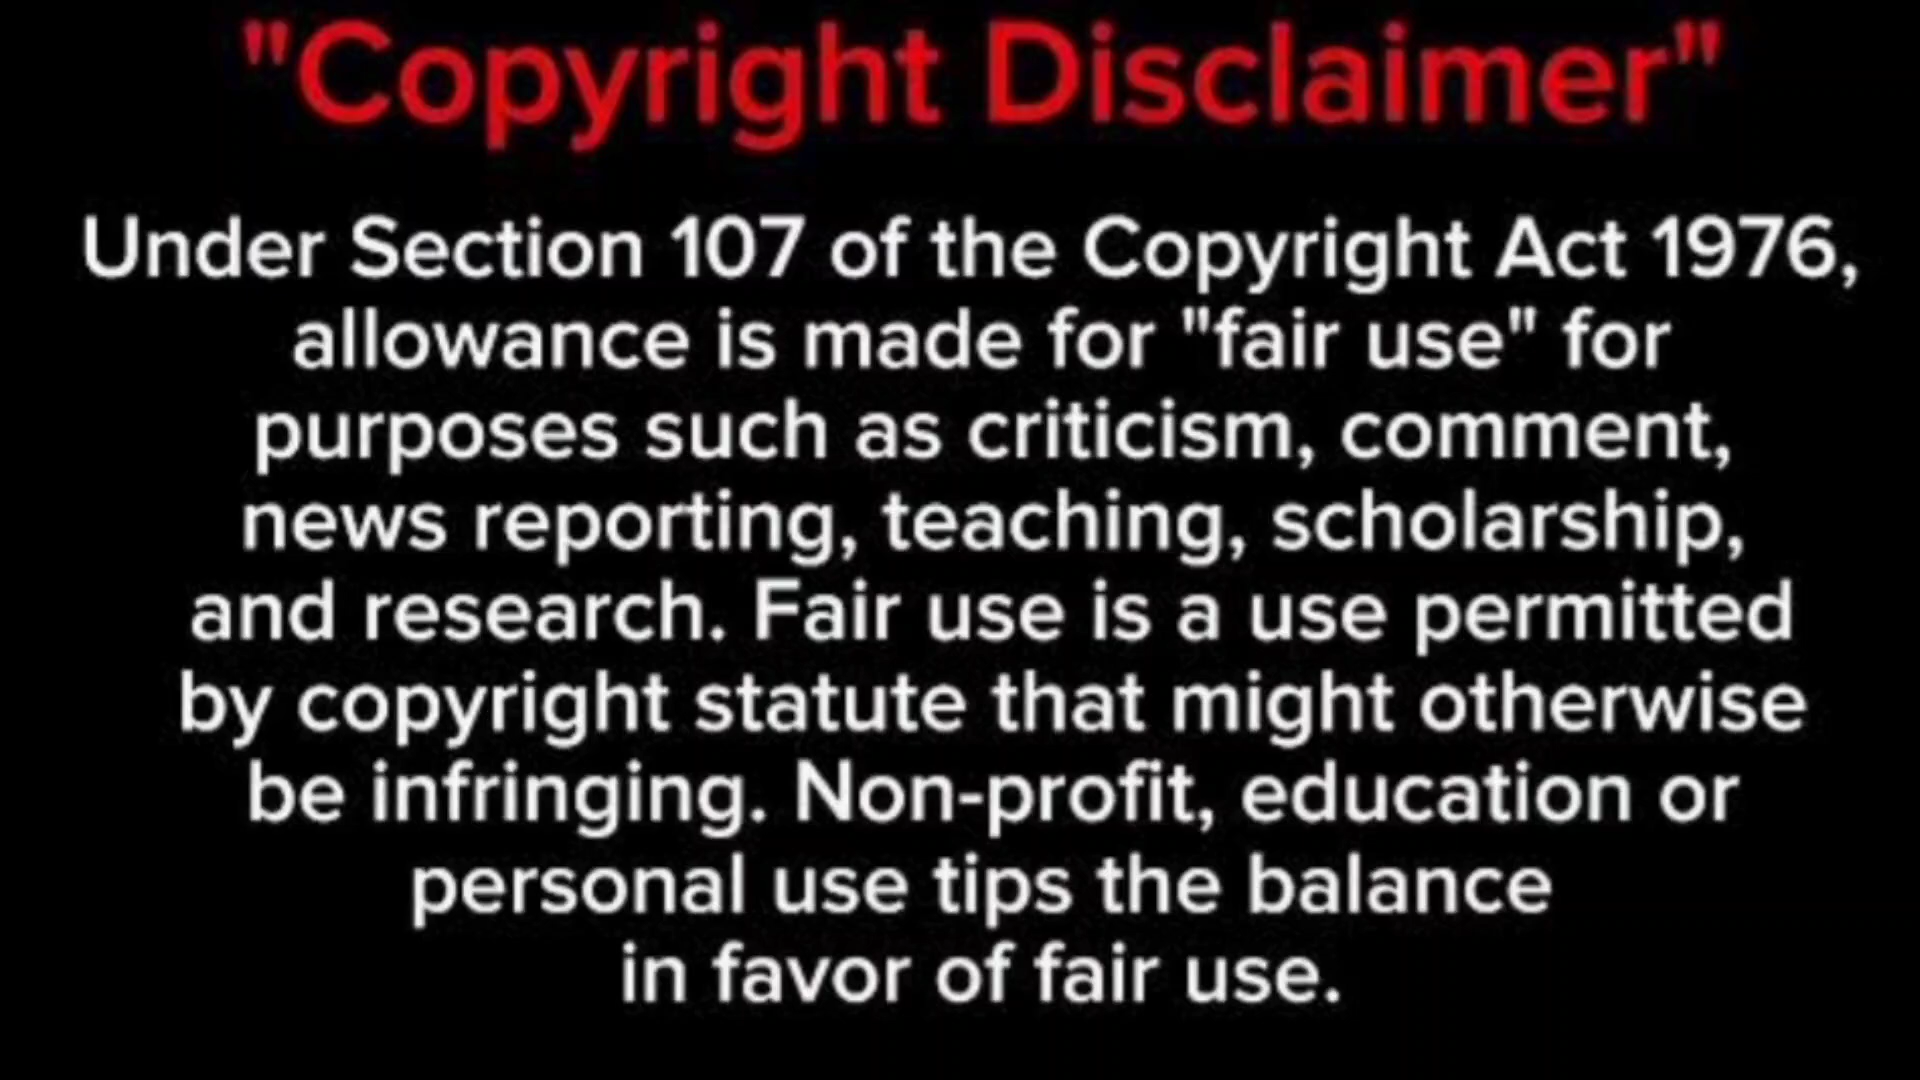 "Copyright Disclaimer"
Under Section 107 of the Copyright Act 1976,
allowance is made for "fair use" for
purposes such as criticism, comment,
news reporting, teaching, scholarship,
and research. Fair use is a use permitted
by copyright statute that might otherwise
be infringing. Non-profit, education or
personal use tips the balance
in favor of fair use.